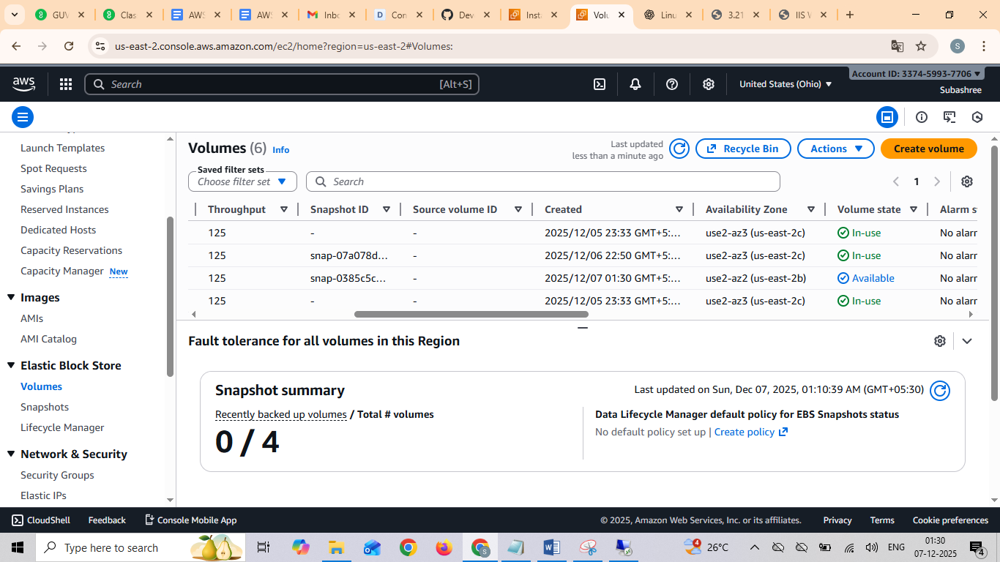 GUV
Clas
AWS
AWS
Inb
Con
Dev
Inst
Volu
Linu
3.21
IIS V
us-east-2.console.aws.amazon.com/ec2/home?region=us-east-2#Volumes:
S
aws
Search [Alt+S]
United States (Ohio)
Account ID: 3374-5993-7706
Subashree
Launch Templates
Spot Requests
Savings Plans
Reserved Instances
Dedicated Hosts
Capacity Reservations
Capacity Manager New
Images
AMIs
AMI Catalog
Elastic Block Store
Volumes
Snapshots
Lifecycle Manager
Network & Security
Security Groups
Elastic IPs
Volumes (6) Info
Last updated
less than a minute ago
Recycle Bin
Actions
Create volume
Saved filter sets
Choose filter set
Search
1
Throughput Snapshot ID Source volume ID Created Availability Zone Volume state Alarm s
125 - - 2025/12/05 23:33 GMT+5:... use2-az3 (us-east-2c) In-use No alarr
125 snap-07a078d... - 2025/12/06 22:50 GMT+5:... use2-az3 (us-east-2c) In-use No alarr
125 snap-0385c5c... - 2025/12/07 01:30 GMT+5:... use2-az2 (us-east-2b) Available No alarr
125 - - 2025/12/05 23:33 GMT+5:... use2-az3 (us-east-2c) In-use No alarr
Fault tolerance for all volumes in this Region
Snapshot summary
Last updated on Sun, Dec 07, 2025, 01:10:39 AM (GMT+05:30)
Recently backed up volumes / Total # volumes
0 / 4
Data Lifecycle Manager default policy for EBS Snapshots status
No default policy set up | Create policy
CloudShell Feedback Console Mobile App
© 2025, Amazon Web Services, Inc. or its affiliates. Privacy Terms Cookie preferences
Type here to search
4
26°C
ENG
01:30
07-12-2025
4